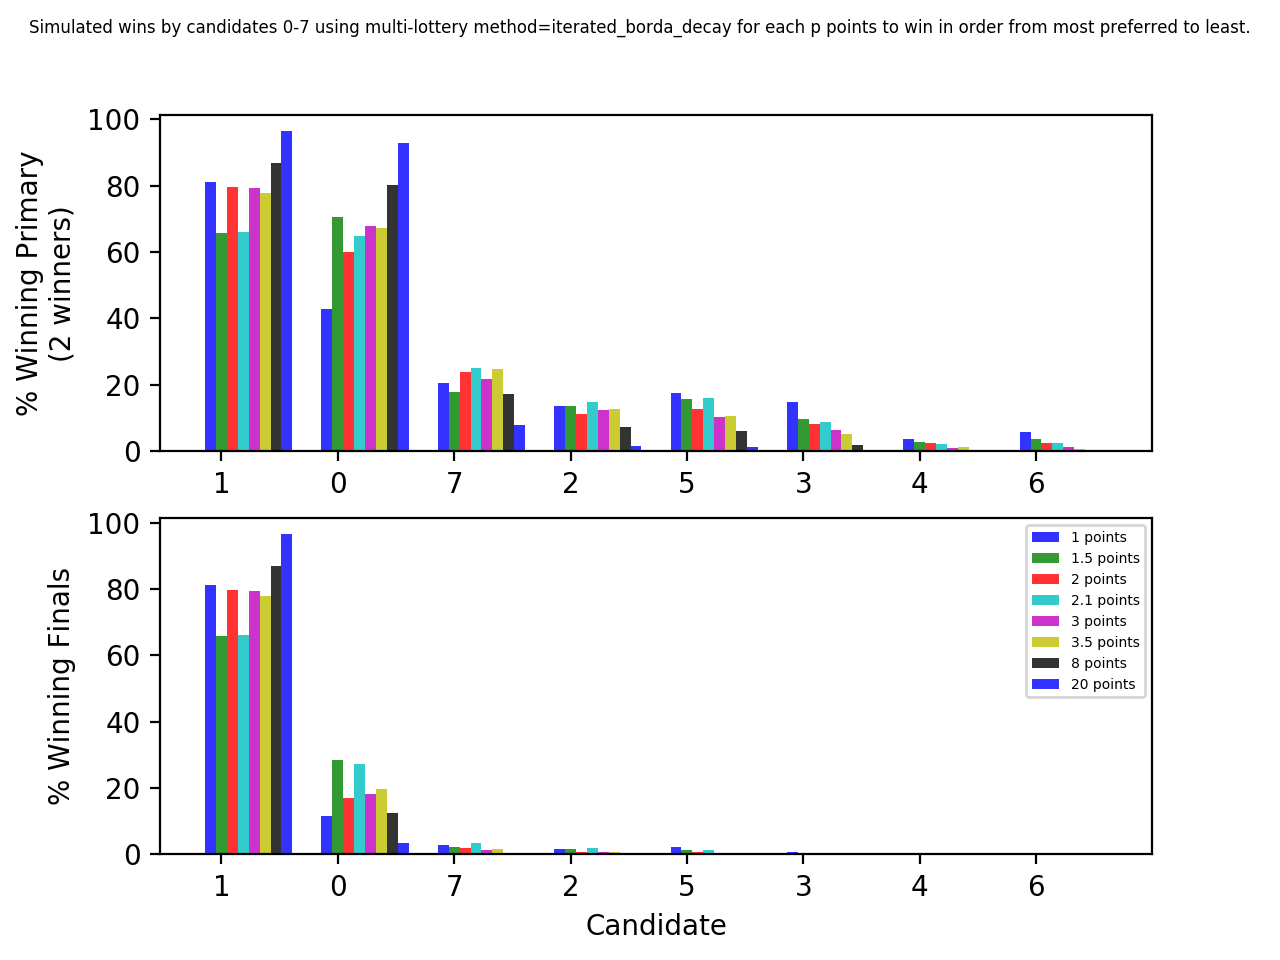 Simulated wins by candidates 0-7 using multi-lottery method=iterated_borda_decay for each p points to win in order from most preferred to least.
% Winning Primary
(2 winners)
100
80
60
40
20
0
1 0 7 2 5 3 4 6
% Winning Finals
100
80
60
40
20
0
1 points
1.5 points
2 points
2.1 points
3 points
3.5 points
8 points
20 points
1 0 7 2 5 3 4 6
Candidate